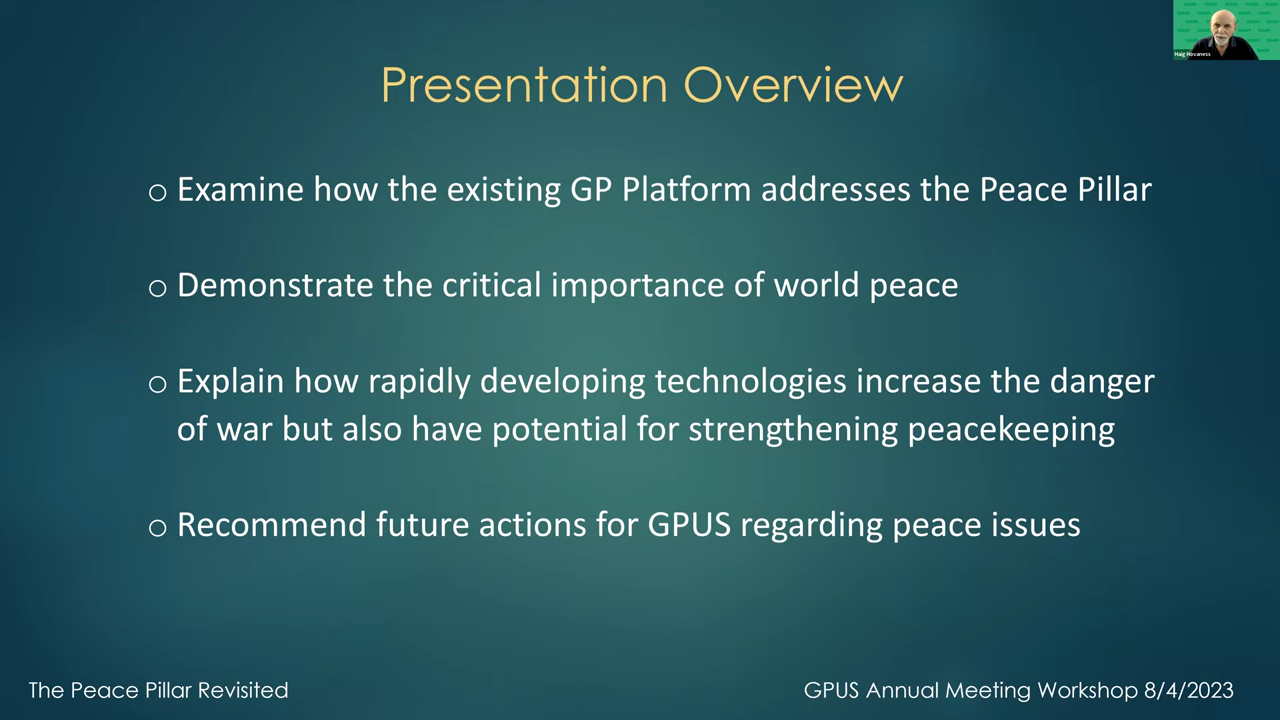 Haig Hovaness
Presentation Overview
o Examine how the existing GP Platform addresses the Peace Pillar
o Demonstrate the critical importance of world peace
o Explain how rapidly developing technologies increase the danger
of war but also have potential for strengthening peacekeeping
o Recommend future actions for GPUS regarding peace issues
The Peace Pillar Revisited
GPUS Annual Meeting Workshop 8/4/2023